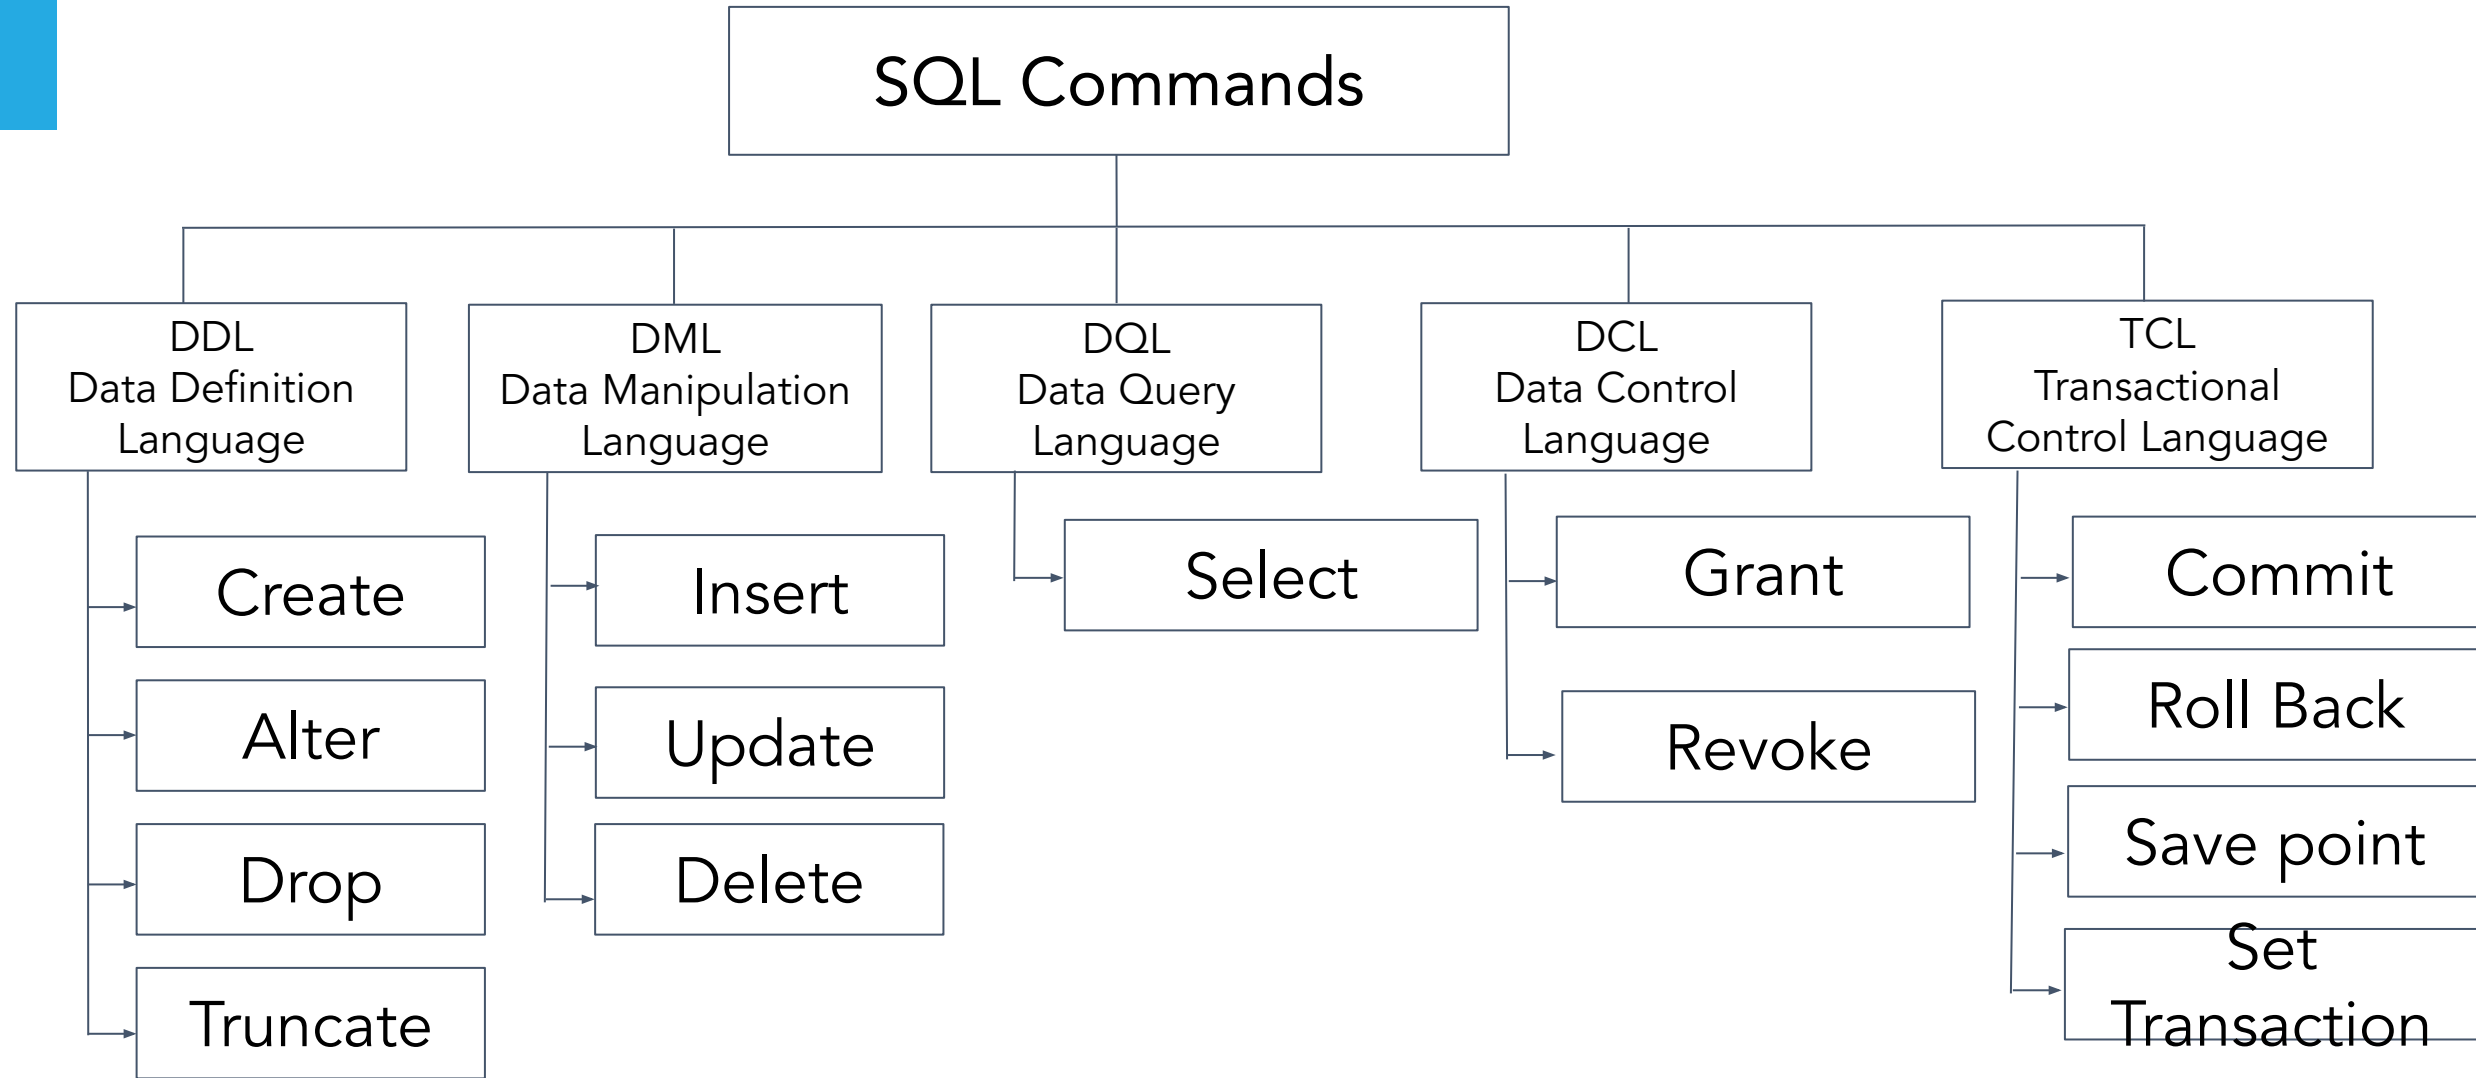 SQL Commands
DDL
Data Definition
Language
DML
Data Manipulation
Language
DQL
Data Query
Language
DCL
Data Control
Language
TCL
Transactional
Control Language
Create
Alter
Drop
Truncate
Insert
Update
Delete
Select
Grant
Revoke
Commit
Roll Back
Save point
Set
Transaction